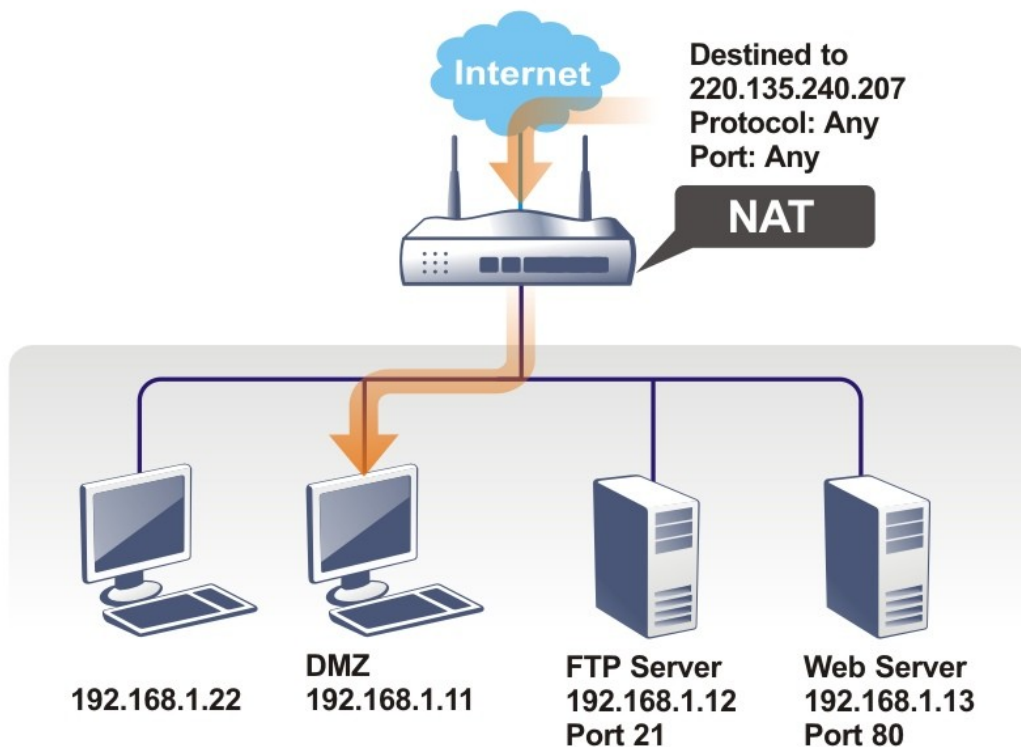 Internet
Destined to
220.135.240.207
Protocol: Any
Port: Any
NAT
192.168.1.22
DMZ
192.168.1.11
FTP Server
192.168.1.12
Port 21
Web Server
192.168.1.13
Port 80